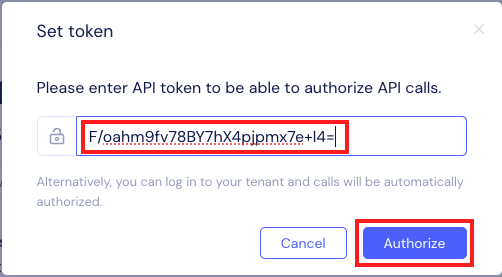 Set token
Please enter API token to be able to authorize API calls.
F/oahm9fv78BY7hX4pjpmx7e+I4=
Alternatively, you can log in to your tenant and calls will be automatically
authorized.
Cancel
Authorize